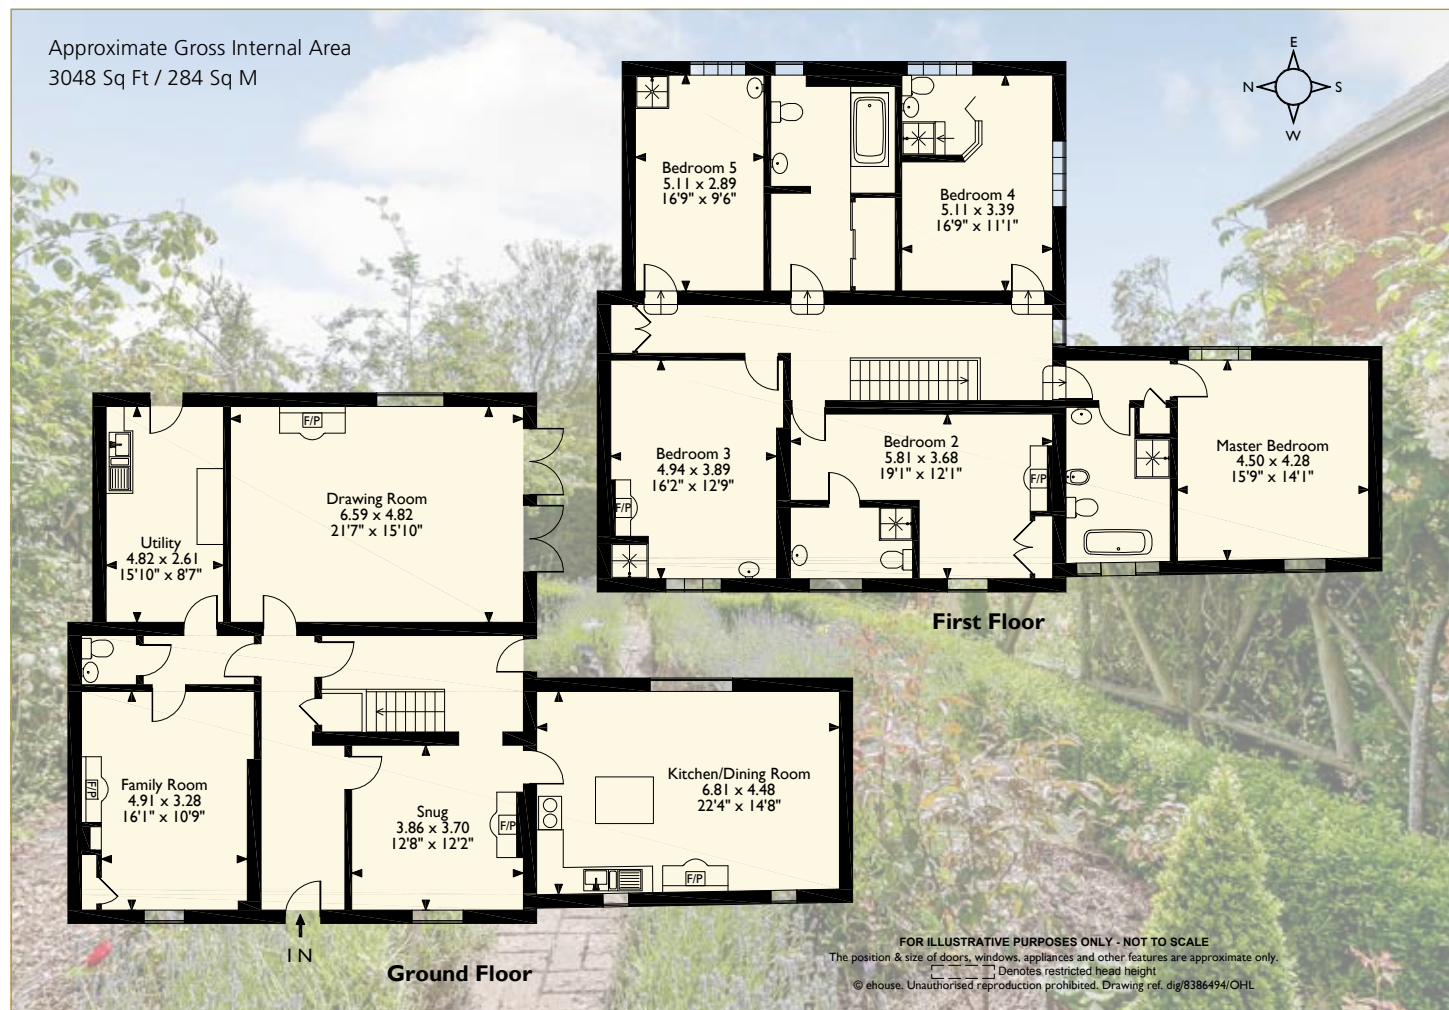 Approximate Gross Internal Area
3048 Sq Ft / 284 Sq M
E
N
S
W
Bedroom 5
5.11 x 2.89
16'9" x 9'6"
Bedroom 4
5.11 x 3.39
16'9" x 11'1"
Bedroom 3
4.94 x 3.89
16'2" x 12'9"
F/P
Bedroom 2
5.81 x 3.68
19'1" x 12'1"
F/P
Master Bedroom
4.50 x 4.28
15'9" x 14'1"
First Floor
F/P
Drawing Room
6.59 x 4.82
21'7" x 15'10"
Utility
4.82 x 2.61
15'10" x 8'7"
Family Room
4.91 x 3.28
16'1" x 10'9"
F/P
Snug
3.86 x 3.70
12'8" x 12'2"
F/P
Kitchen/Dining Room
6.81 x 4.48
22'4" x 14'8"
F/P
IN
Ground Floor
FOR ILLUSTRATIVE PURPOSES ONLY - NOT TO SCALE
The position & size of doors, windows, appliances and other features are approximate only.
Denotes restricted head height
© ehouse. Unauthorised reproduction prohibited. Drawing ref. dig/8386494/OHL